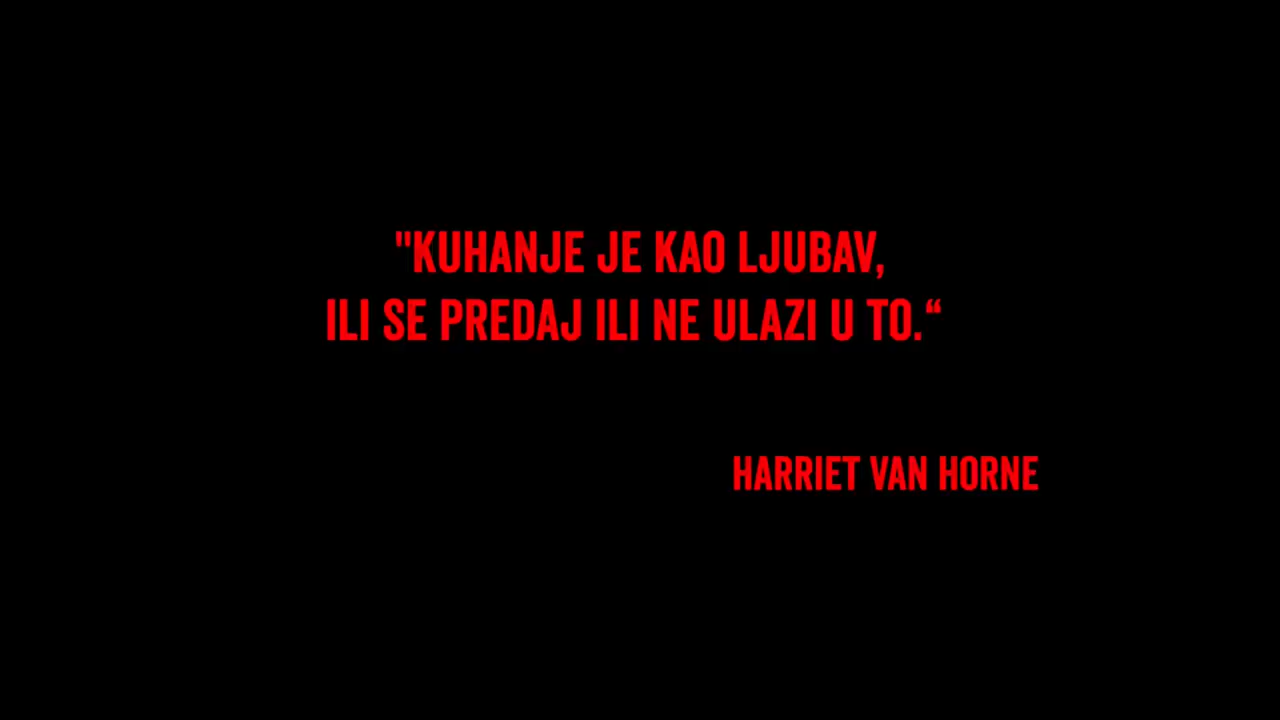 "KUHANJE JE KAO LJUBAV,
ILI SE PREDAJ ILI NE ULAZI U TO.“
HARRIET VAN HORNE